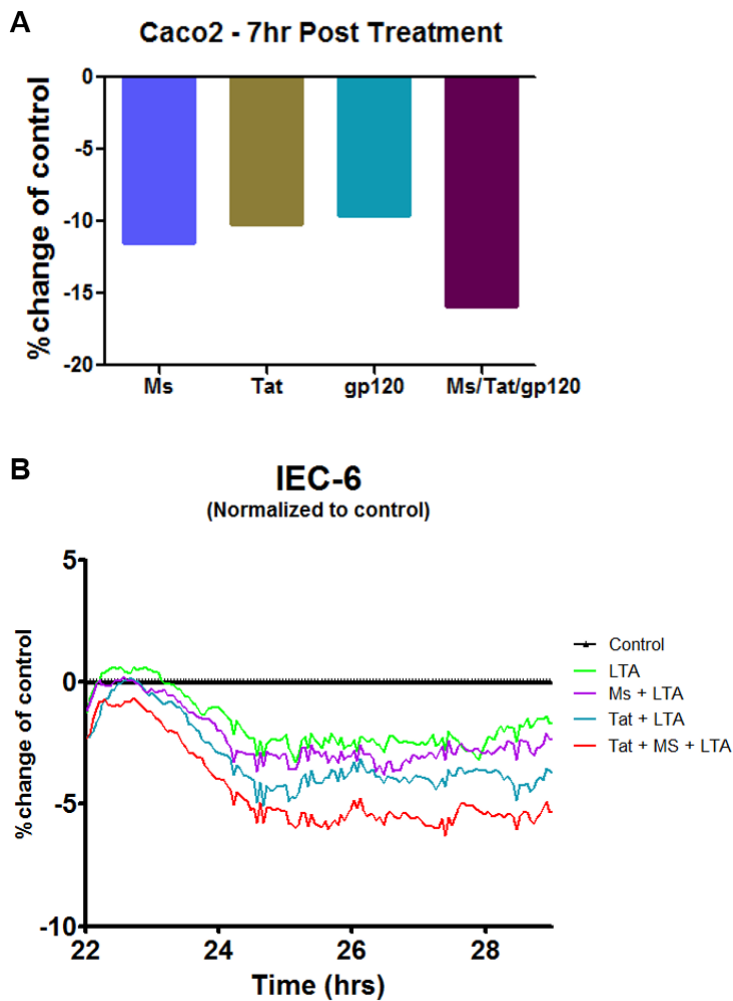 A
Caco2 - 7hr Post Treatment
%change of control
0
-5
-10
-15
-20
Ms Tat gp120 Ms/Tat/gp120
B
IEC-6
(Normalized to control)
%change of control
5
0
-5
-10
22 24 26 28
Time (hrs)
Control
LTA
Ms + LTA
Tat + LTA
Tat + MS + LTA